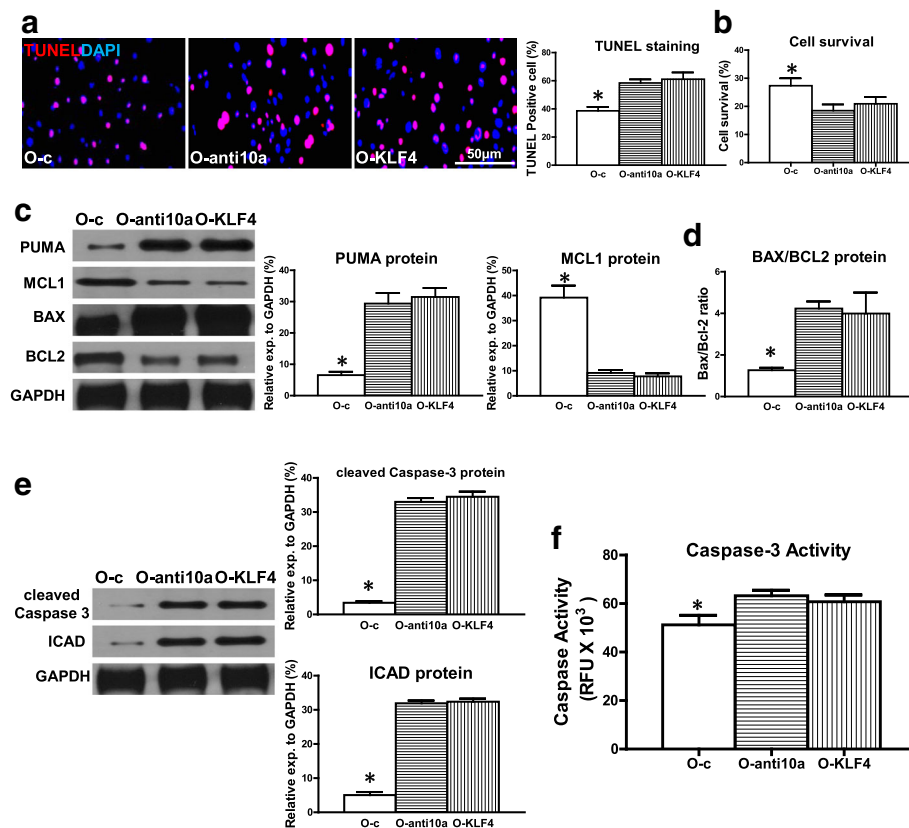 a
TUNELDAPI
O-c
O-anti10a
O-KLF4
50μm
TUNEL staining
TUNEL Positive cell (%)
100
80
60
40
20
0
*
O-c O-anti10a O-KLF4
b
Cell survival
Cell survival (%)
40
30
20
10
0
*
O-c O-anti10a O-KLF4
c
O-c O-anti10a O-KLF4
PUMA
MCL1
BAX
BCL2
GAPDH
PUMA protein
Relative exp. to GAPDH (%)
40
30
20
10
0
*
O-c O-anti10a O-KLF4
MCL1 protein
Relative exp. to GAPDH (%)
50
40
30
20
10
0
*
O-c O-anti10a O-KLF4
d
BAX/BCL2 protein
Bax/Bcl-2 ratio
6
4
2
0
*
O-c O-anti10a O-KLF4
e
O-c O-anti10a O-KLF4
cleaved
Caspase 3
ICAD
GAPDH
cleaved Caspase-3 protein
Relative exp. to GAPDH (%)
40
30
20
10
0
*
O-c O-anti10a O-KLF4
ICAD protein
Relative exp. to GAPDH (%)
40
30
20
10
0
*
O-c O-anti10a O-KLF4
f
Caspase-3 Activity
Caspase Activity
(RFU X 10³)
80
60
40
20
0
*
O-c O-anti10a O-KLF4